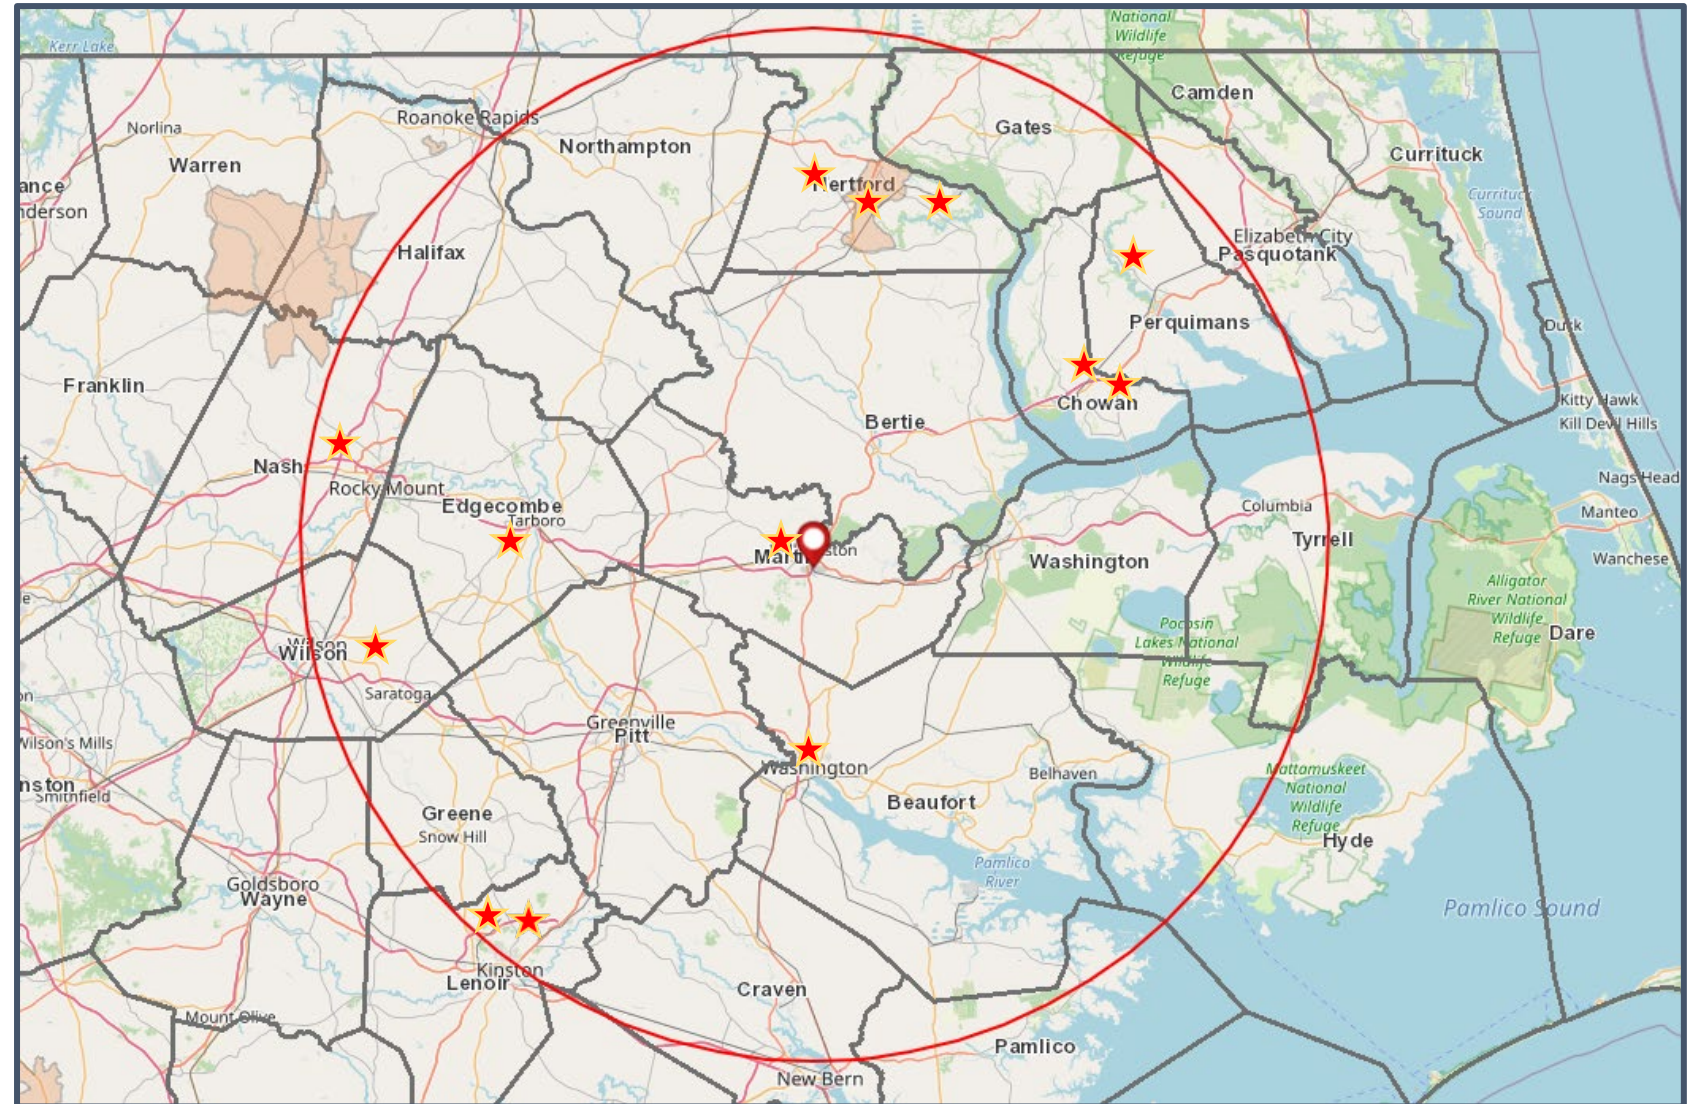 National
Wildlife
Refuge
Kerr Lake
Camden
Roanoke Rapids
Norlina
Gates
Northampton
Warren
Currituck
ance
Hertford
nderson
Sound
Elizabeth City
Halifax
Pasquotank
Perquimans
Duck
Franklin
Kitty Hawk
Chowan
Bertie
Kill Devil Hills
Nash
Nags Head
Rocky Mount
Edgecombe
Columbia
Manteo
Tarboro
Tyrrell
ston
Washington
Wanchese
Alligator
River National
Wildlife
Refuge
Dare
Pocosin
Lakes National
Wildlife
Refuge
Wilson
Wilson
Saratoga
Greenville
Pitt
Wilson's Mills
Washington
Belhaven
Mattamuskeet
National
Wildlife
Refuge
nston
Smithfield
Beaufort
Greene
Snow Hill
Hyde
Pamlico
River
Goldsboro
Wayne
Pamlico Sound
Kinston
Lenoir
Craven
Mount Olive
Pamlico
New Bern